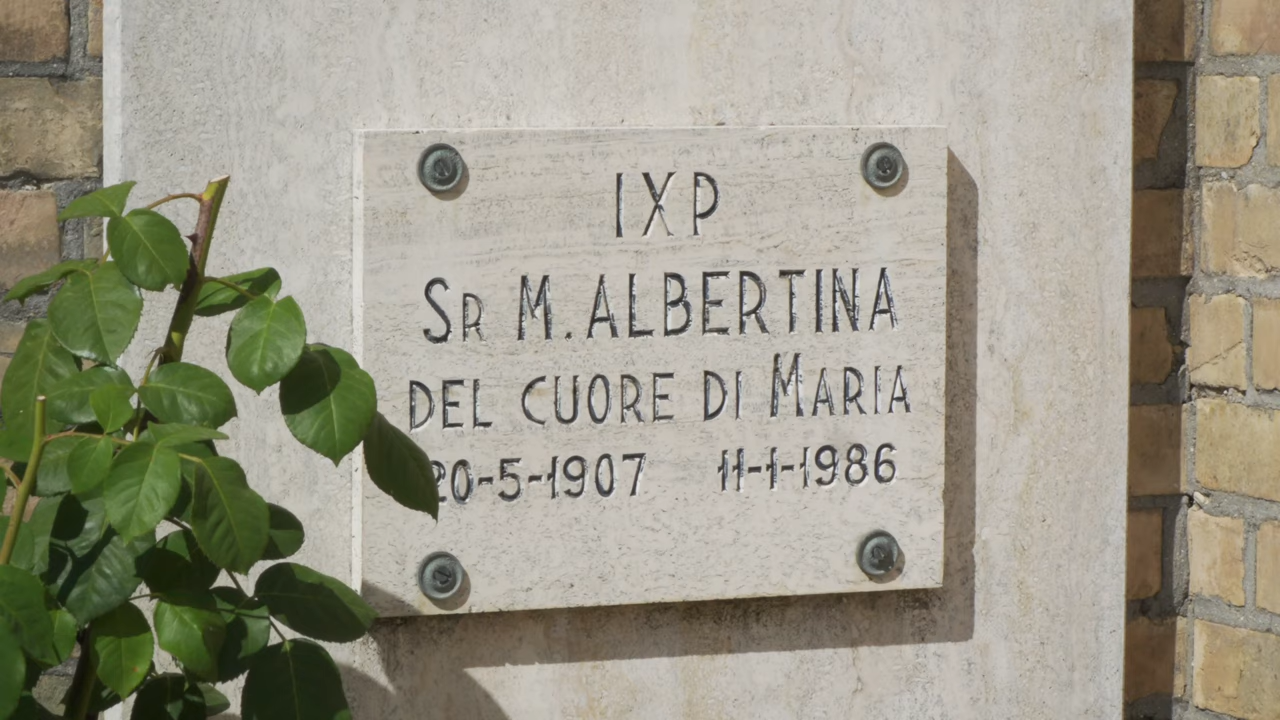 IXP
SR M. ALBERTINA
DEL CUORE DI MARIA
20-5-1907 11-1-1986